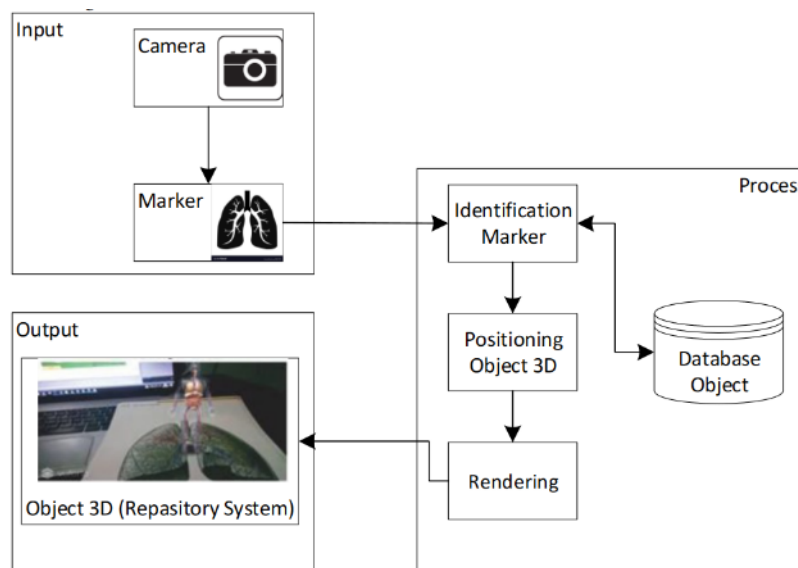 Input
Camera
Marker
Proces
Identification
Marker
Positioning
Object 3D
Database
Object
Rendering
Output
Object 3D (Repasitory System)